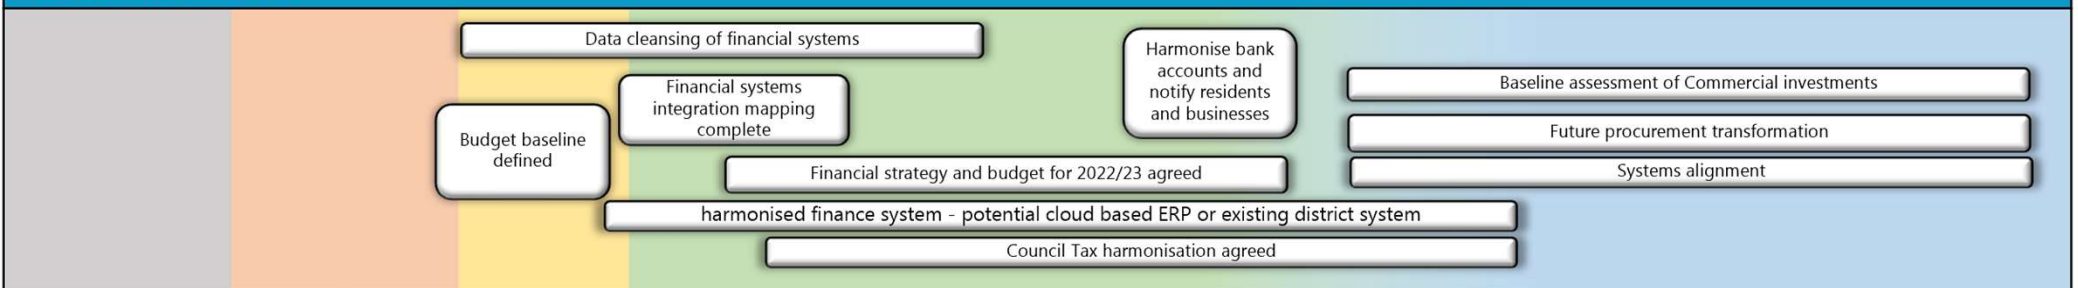 Data cleansing of financial systems
Financial systems
integration mapping
complete
Budget baseline
defined
Harmonise bank
accounts and
notify residents
and businesses
Financial strategy and budget for 2022/23 agreed
harmonised finance system - potential cloud based ERP or existing district system
Council Tax harmonisation agreed
Baseline assessment of Commercial investments
Future procurement transformation
Systems alignment